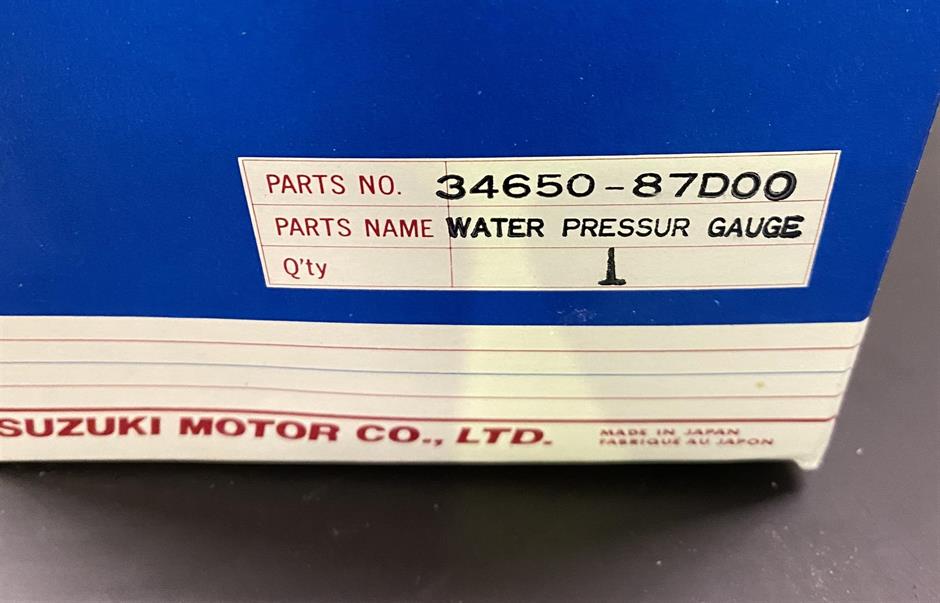 PARTS NO. 34650-87D00
PARTS NAME WATER PRESSUR GAUGE
Q'ty 1
SUZUKI MOTOR CO., LTD.
MADE IN JAPAN
FABRIQUÉ AU JAPON